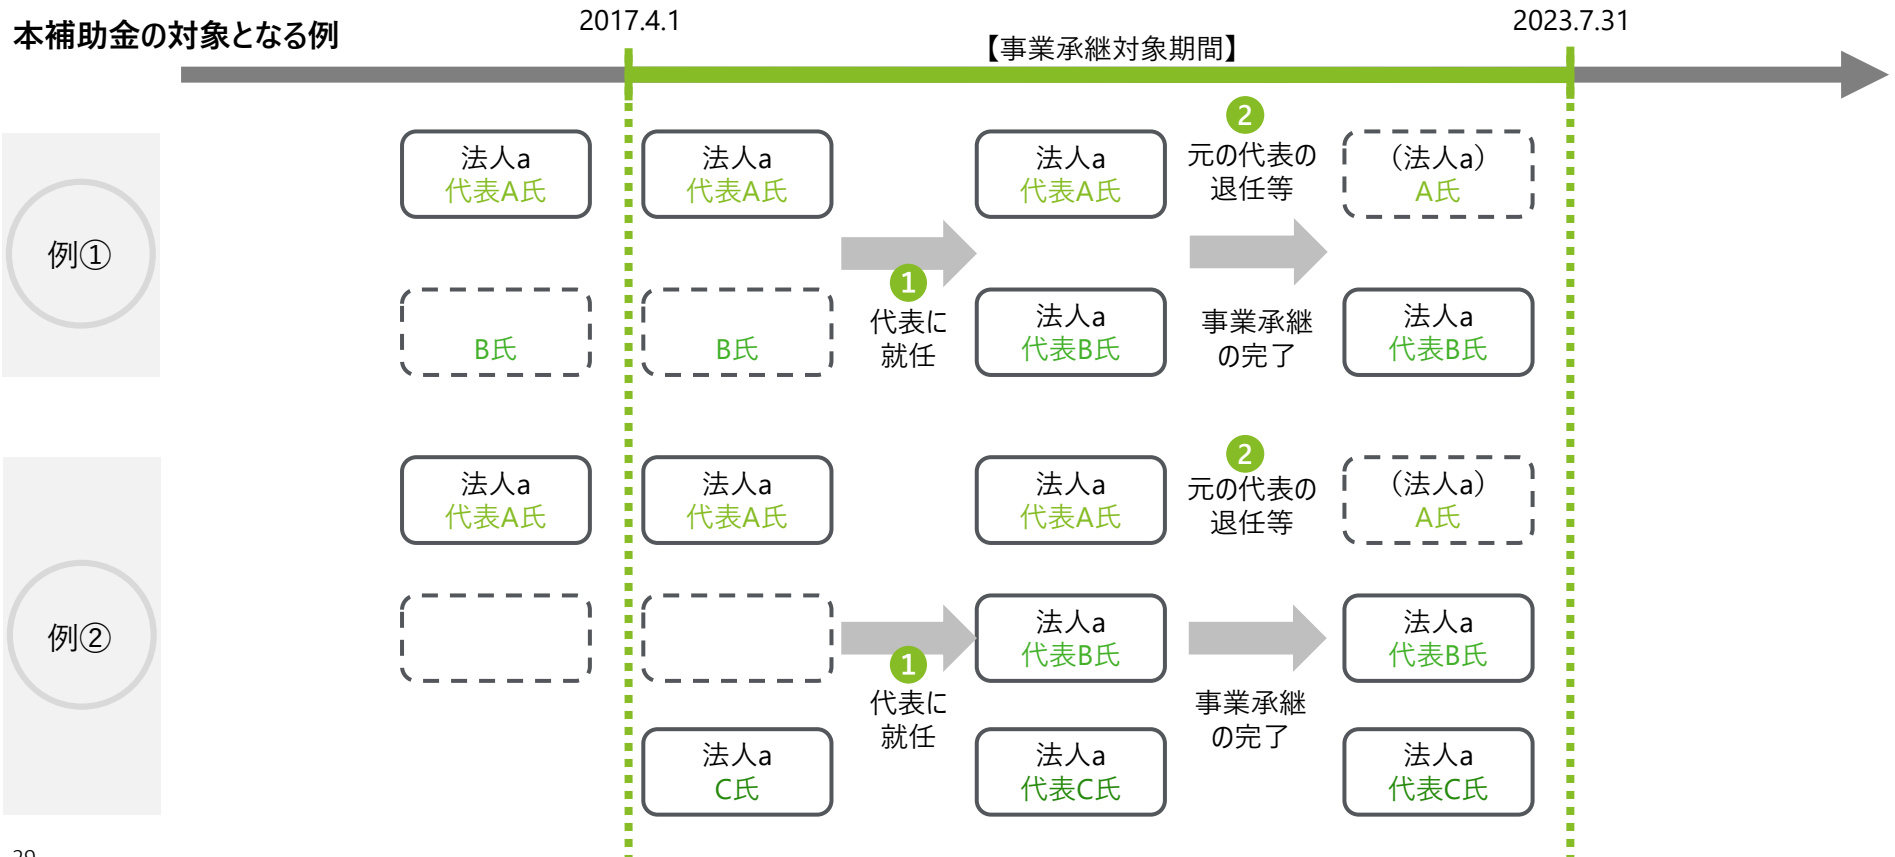 本補助金の対象となる例
2017.4.1
【事業承継対象期間】
2023.7.31
例①
法人a
代表A氏
法人a
代表A氏
法人a
代表A氏
2
元の代表の
退任等
(法人a)
A氏
B氏
B氏
1
代表に
就任
法人a
代表B氏
事業承継
の完了
法人a
代表B氏
例②
法人a
代表A氏
法人a
代表A氏
法人a
代表A氏
2
元の代表の
退任等
(法人a)
A氏
1
代表に
就任
法人a
代表B氏
事業承継
の完了
法人a
代表B氏
法人a
C氏
法人a
代表C氏
法人a
代表C氏